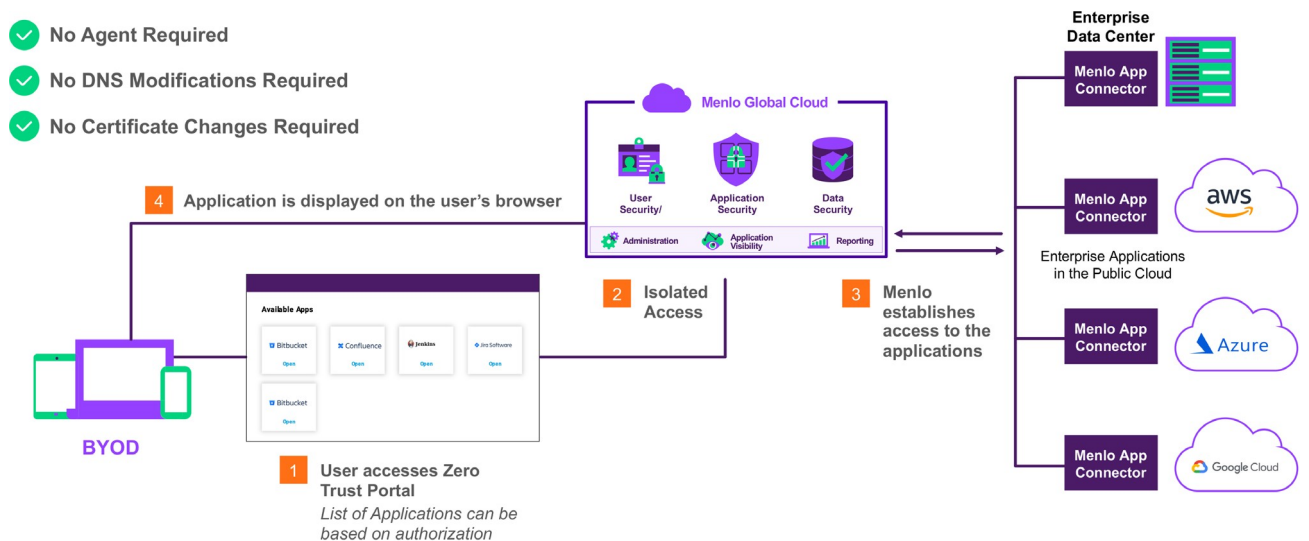 No Agent Required
No DNS Modifications Required
No Certificate Changes Required
4 Application is displayed on the user's browser
BYOD
Available Apps
Bitbucket
Open
Confluence
Open
Jenkins
Open
Jira Software
Open
Bitbucket
Open
1 User accesses Zero
Trust Portal
List of Applications can be
based on authorization
Menlo Global Cloud
User
Security/
Application
Security
Data
Security
Administration
Application
Visibility
Reporting
2 Isolated
Access
3 Menlo
establishes
access to the
applications
Enterprise
Data Center
Menlo App
Connector
Menlo App
Connector
aws
Enterprise Applications
in the Public Cloud
Menlo App
Connector
Azure
Menlo App
Connector
Google Cloud